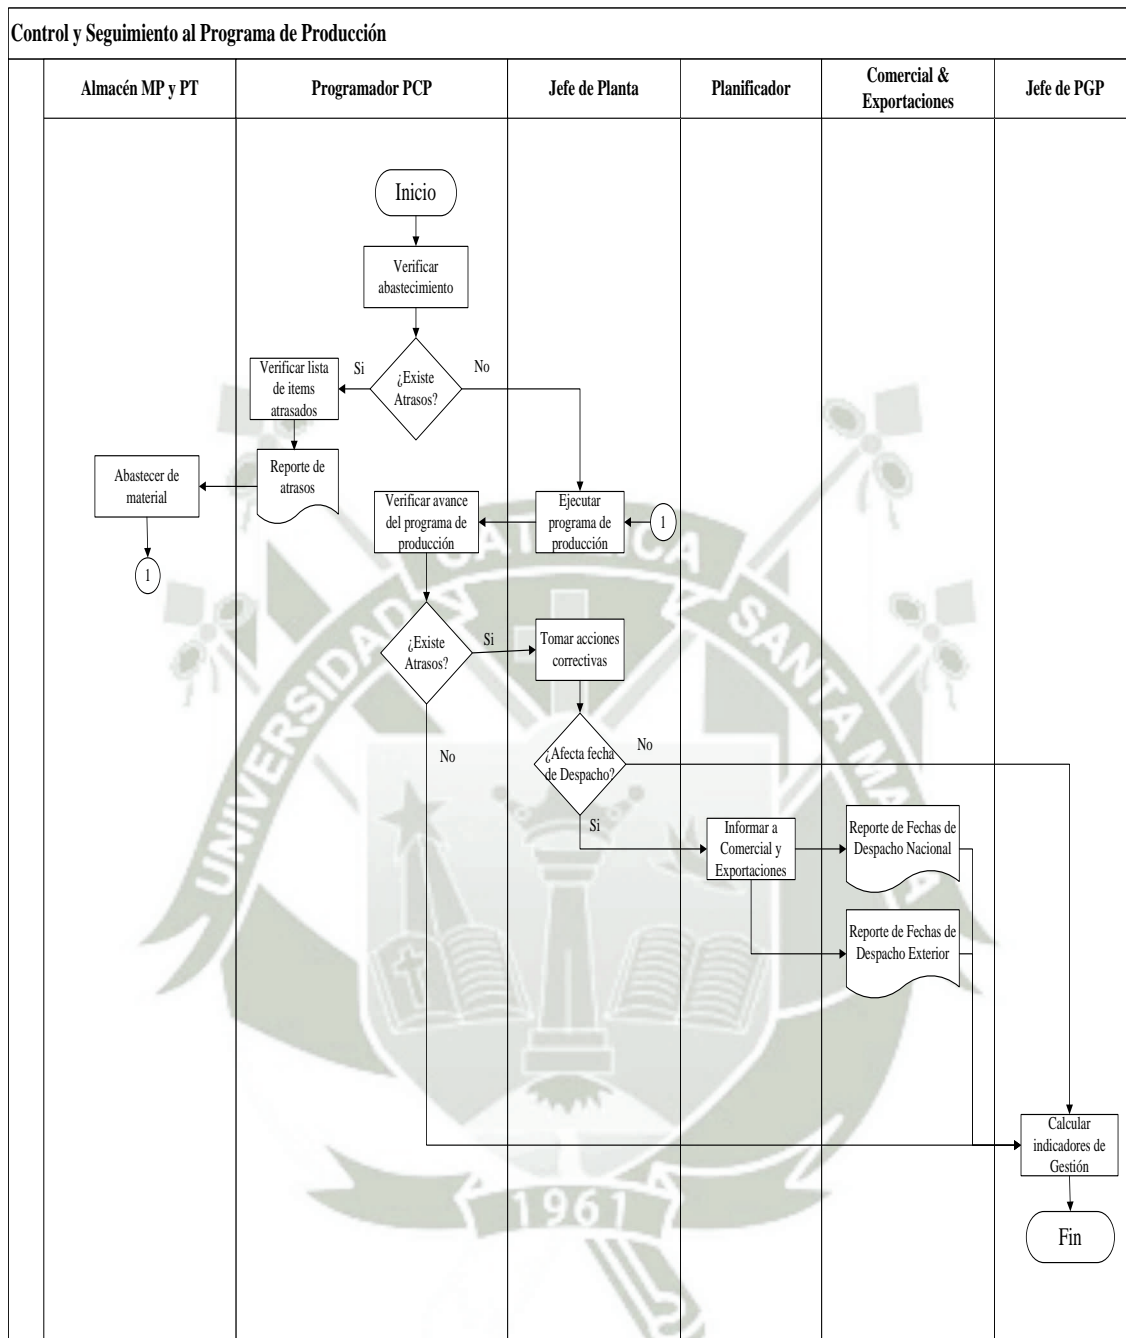 Control y Seguimiento al Programa de Producción
Almacén MP y PT
Programador PCP
Jefe de Planta
Planificador
Comercial &
Exportaciones
Jefe de PGP
Inicio
Verificar
abastecimiento
¿Existe
Atrasos?
Si
No
Verificar lista
de items
atrasados
Reporte de
atrasos
Abastecer de
material
1
Verificar avance
del programa de
producción
Ejecutar
programa de
producción
1
¿Existe
Atrasos?
Si
No
Tomar acciones
correctivas
¿Afecta fecha
de Despacho?
No
Si
Informar a
Comercial y
Exportaciones
Reporte de Fechas de
Despacho Nacional
Reporte de Fechas de
Despacho Exterior
Calcular
indicadores de
Gestión
Fin
UNIVERSIDAD CATOLICA SANTA MARIA
1961